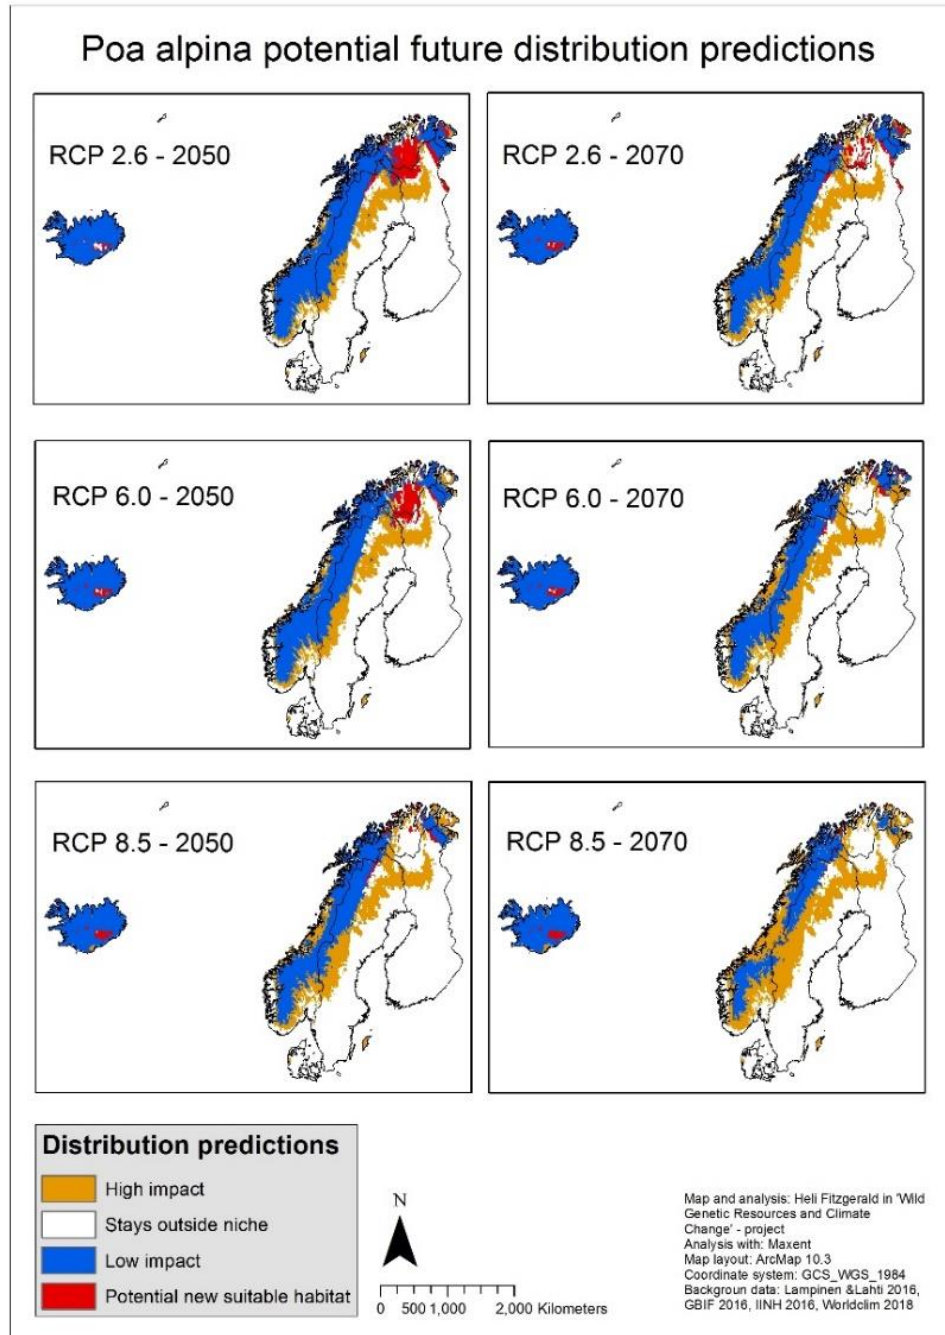 Poa alpina potential future distribution predictions
RCP 2.6 - 2050
RCP 2.6 - 2070
RCP 6.0 - 2050
RCP 6.0 - 2070
RCP 8.5 - 2050
RCP 8.5 - 2070
Distribution predictions
High impact
Stays outside niche
Low impact
Potential new suitable habitat
N
0 500 1,000 2,000 Kilometers
Map and analysis: Heli Fitzgerald in 'Wild
Genetic Resources and Climate
Change' - project
Analysis with: Maxent
Map layout: ArcMap 10.3
Coordinate system: GCS_WGS_1984
Backgroun data: Lampinen &Lahti 2016,
GBIF 2016, IINH 2016, Worldclim 2018